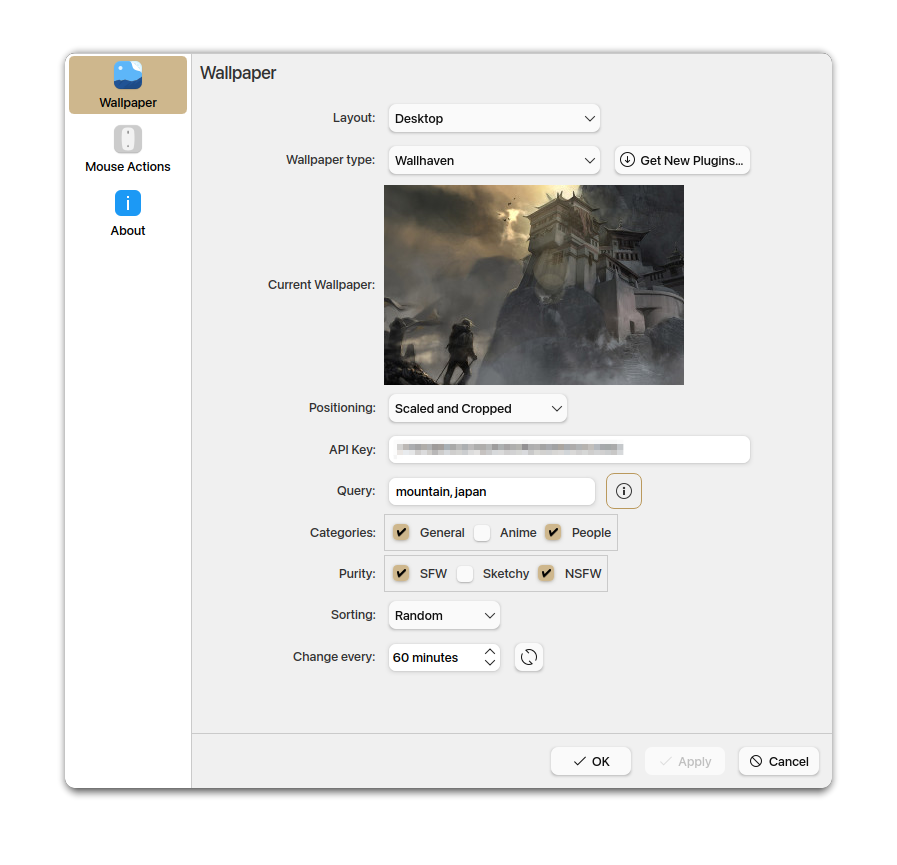 Wallpaper
Mouse Actions
About
Wallpaper
Layout: Desktop
Wallpaper type: Wallhaven Get New Plugins...
Current Wallpaper:
Positioning: Scaled and Cropped
API Key:
Query: mountain, japan
Categories: General Anime People
Purity: SFW Sketchy NSFW
Sorting: Random
Change every: 60 minutes
OK Apply Cancel